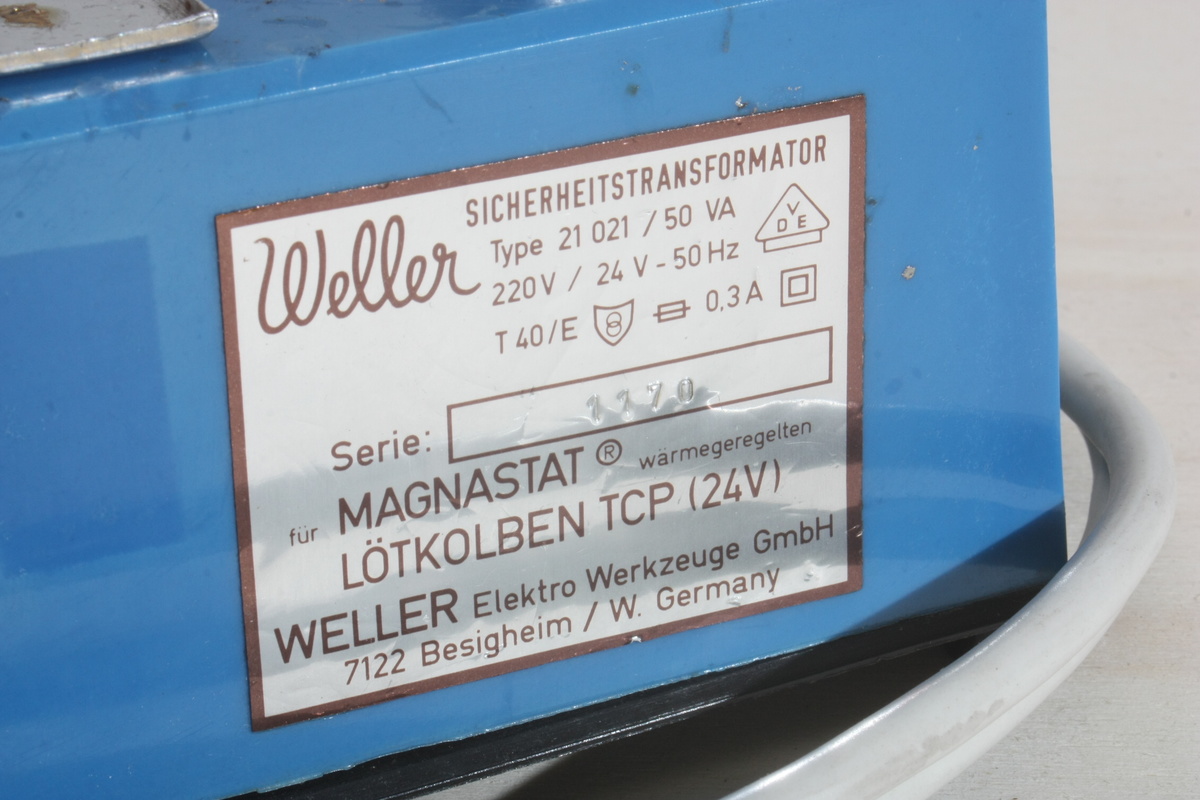 Weller
SICHERHEITSTRANSFORMATOR
Type 21 021 / 50 VA
VDE
220V / 24 V - 50 Hz
T 40/E 0,3 A
Serie: 1170
für MAGNASTAT ® wärmegeregelten
LÖTKOLBEN TCP (24V)
WELLER Elektro Werkzeuge GmbH
7122 Besigheim / W. Germany